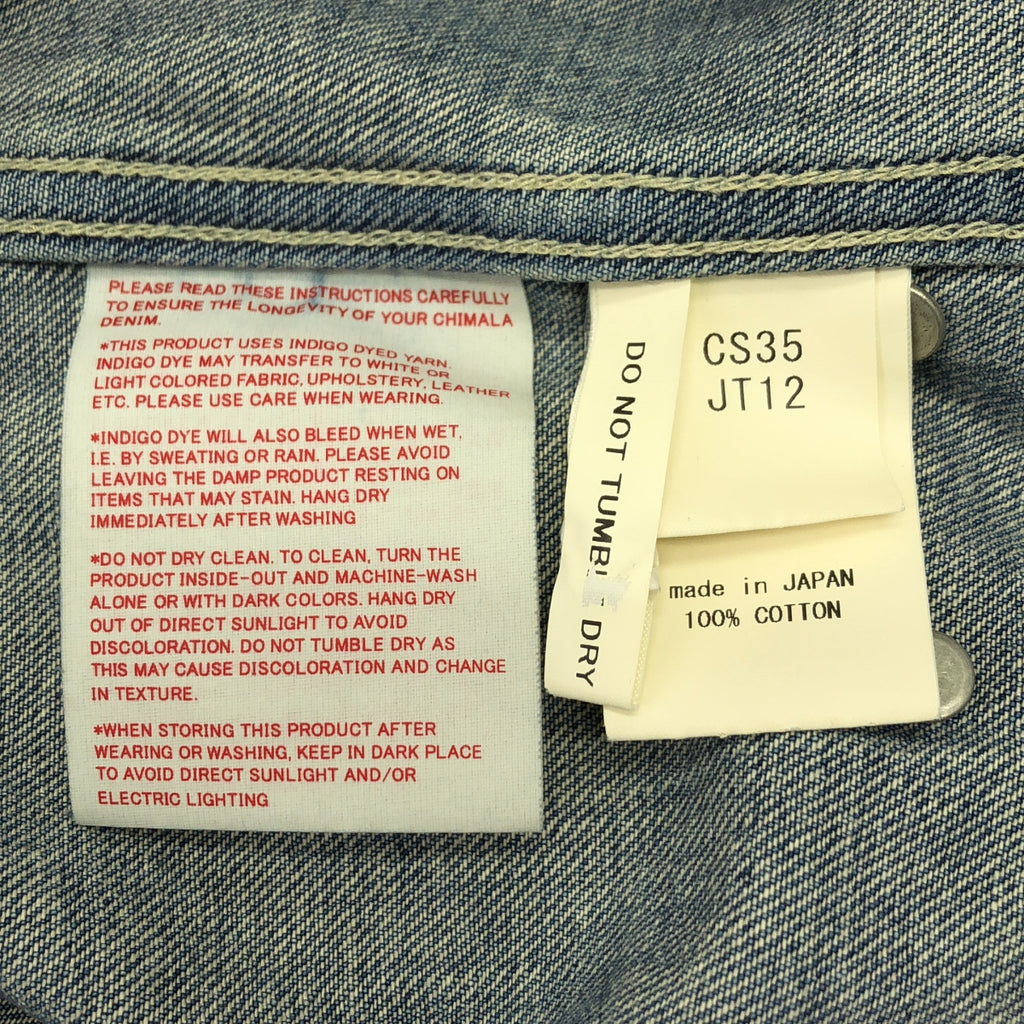 PLEASE READ THESE INSTRUCTIONS CAREFULLY
TO ENSURE THE LONGEVITY OF YOUR CHIMALA
DENIM.
*THIS PRODUCT USES INDIGO DYED YARN,
INDIGO DYE MAY TRANSFER TO WHITE OR
LIGHT COLORED FABRIC, UPHOLSTERY, LEATHER
ETC. PLEASE USE CARE WHEN WEARING.
*INDIGO DYE WILL ALSO BLEED WHEN WET,
I.E. BY SWEATING OR RAIN. PLEASE AVOID
LEAVING THE DAMP PRODUCT RESTING ON
ITEMS THAT MAY STAIN. HANG DRY
IMMEDIATELY AFTER WASHING
*DO NOT DRY CLEAN. TO CLEAN, TURN THE
PRODUCT INSIDE-OUT AND MACHINE-WASH
ALONE OR WITH DARK COLORS. HANG DRY
OUT OF DIRECT SUNLIGHT TO AVOID
DISCOLORATION. DO NOT TUMBLE DRY AS
THIS MAY CAUSE DISCOLORATION AND CHANGE
IN TEXTURE.
*WHEN STORING THIS PRODUCT AFTER
WEARING OR WASHING, KEEP IN DARK PLACE
TO AVOID DIRECT SUNLIGHT AND/OR
ELECTRIC LIGHTING
DO NOT TUMBLE DRY
CS35
JT12
made in JAPAN
100% COTTON